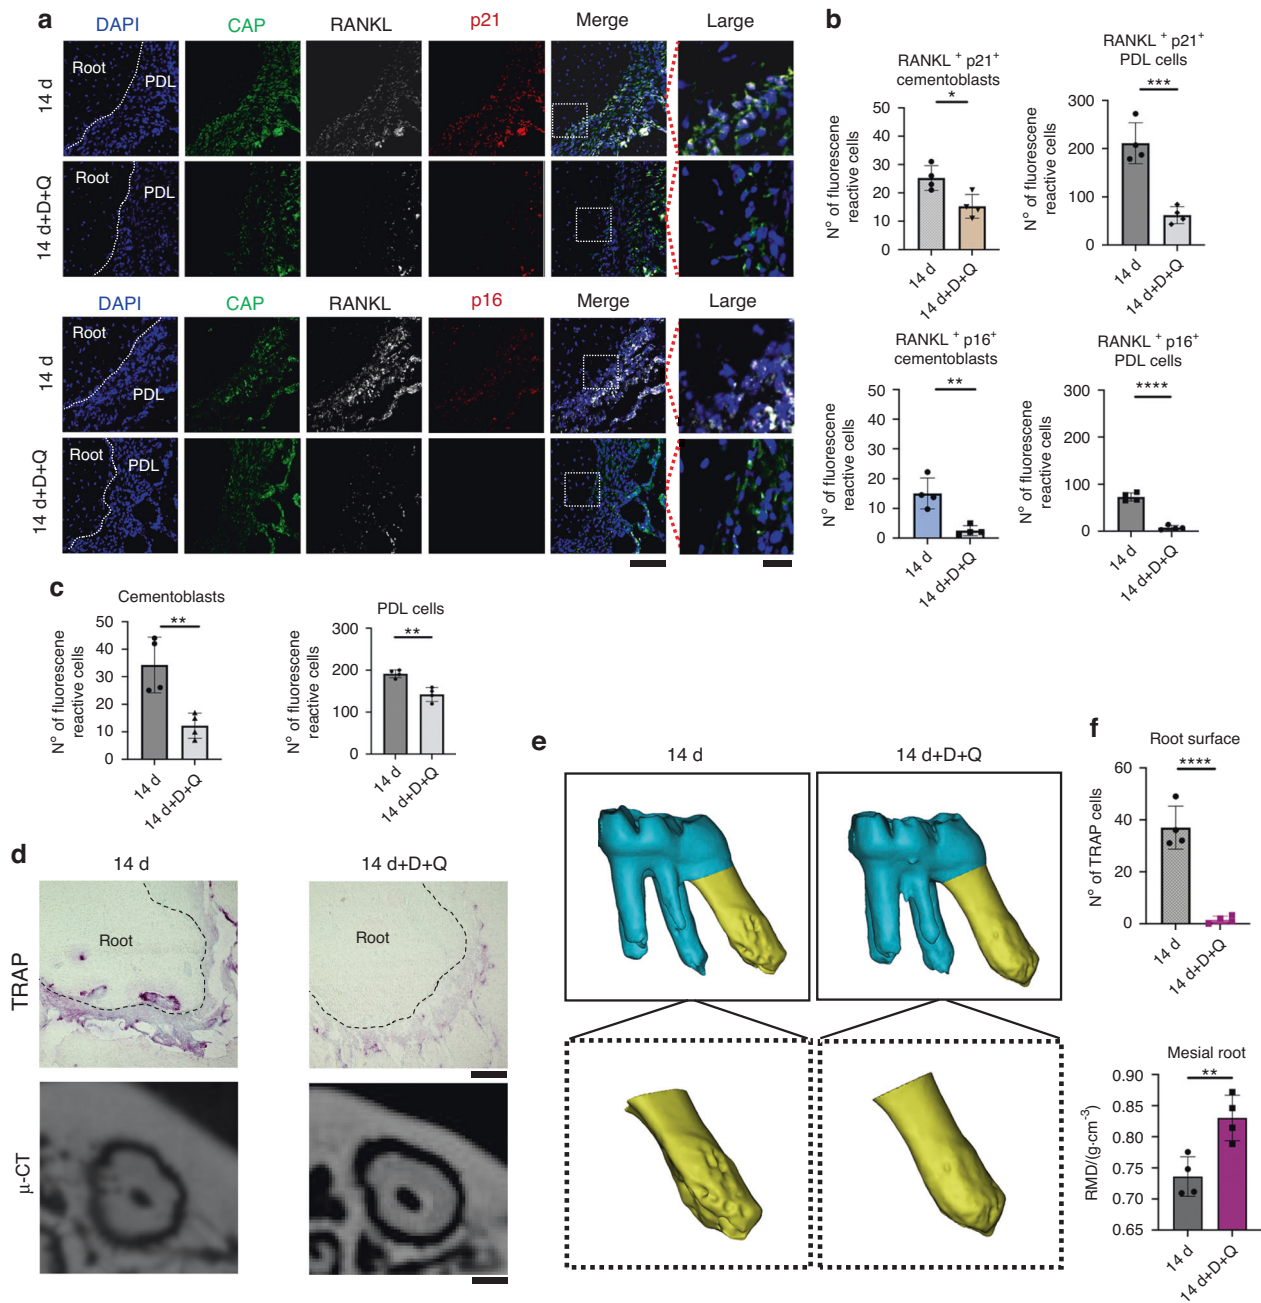 a
DAPI CAP RANKL p21 Merge Large
14 d
Root
PDL
14 d+D+Q
Root
PDL
DAPI CAP RANKL p16 Merge Large
14 d
Root
PDL
14 d+D+Q
Root
PDL
b
RANKL + p21+
cementoblasts
N° of fluorescene
reactive cells
50
40
30
20
10
0
*
14 d
14 d+D+Q
RANKL + p21+
PDL cells
N° of fluorescene
reactive cells
300
200
100
0
***
14 d
14 d+D+Q
RANKL + p16+
cementoblasts
N° of fluorescene
reactive cells
50
40
30
20
10
0
**
14 d
14 d+D+Q
RANKL + p16+
PDL cells
N° of fluorescene
reactive cells
300
200
100
0
****
14 d
14 d+D+Q
c
Cementoblasts
N° of fluorescene
reactive cells
50
40
30
20
10
0
**
14 d
14 d+D+Q
PDL cells
N° of fluorescene
reactive cells
300
200
100
0
**
14 d
14 d+D+Q
d
14 d 14 d+D+Q
TRAP
Root
Root
μ-CT
e
14 d 14 d+D+Q
f
Root surface
N° of TRAP cells
60
40
20
0
****
14 d
14 d+D+Q
Mesial root
RMD/(g·cm-3)
0.90
0.85
0.80
0.75
0.70
0.65
**
14 d
14 d+D+Q